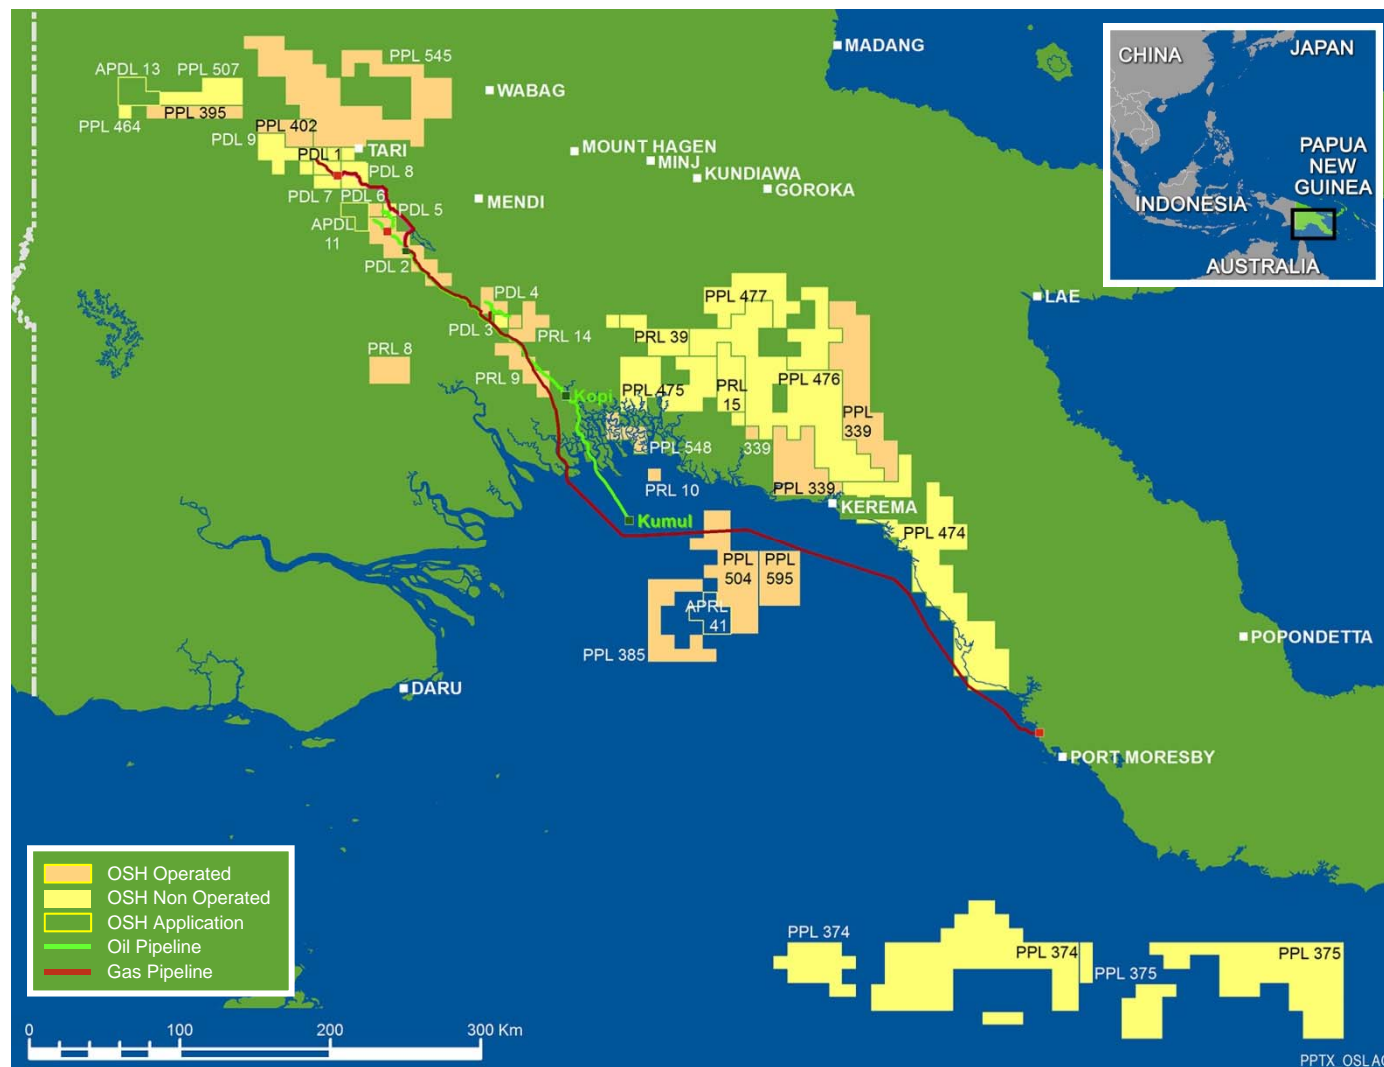 MADANG
CHINA
JAPAN
PAPUA
NEW
GUINEA
INDONESIA
AUSTRALIA
APDL 13
PPL 507
PPL 545
WABAG
PPL 395
PPL 464
PDL 9
PPL 402
TARI
PDL 1
PDL 8
MOUNT HAGEN
MINJ
KUNDIAWA
GOROKA
PDL 7
PDL 6
MENDI
PDL 5
APDL
11
PDL 2
PDL 4
PPL 477
LAE
PDL 3
PRL 14
PRL 39
PRL 8
PRL 9
PPL 475
PRL
15
PPL 476
Kopi
PPL
339
PPL 548
339
PRL 10
PPL 339
KEREMA
Kumul
PPL 474
PPL
504
PPL
595
APRL
41
PPL 385
POPONDETTA
DARU
PORT MORESBY
OSH Operated
OSH Non Operated
OSH Application
Oil Pipeline
Gas Pipeline
PPL 374
PPL 374
PPL 375
PPL 375
0 100 200 300 Km
PPTX OSL AG